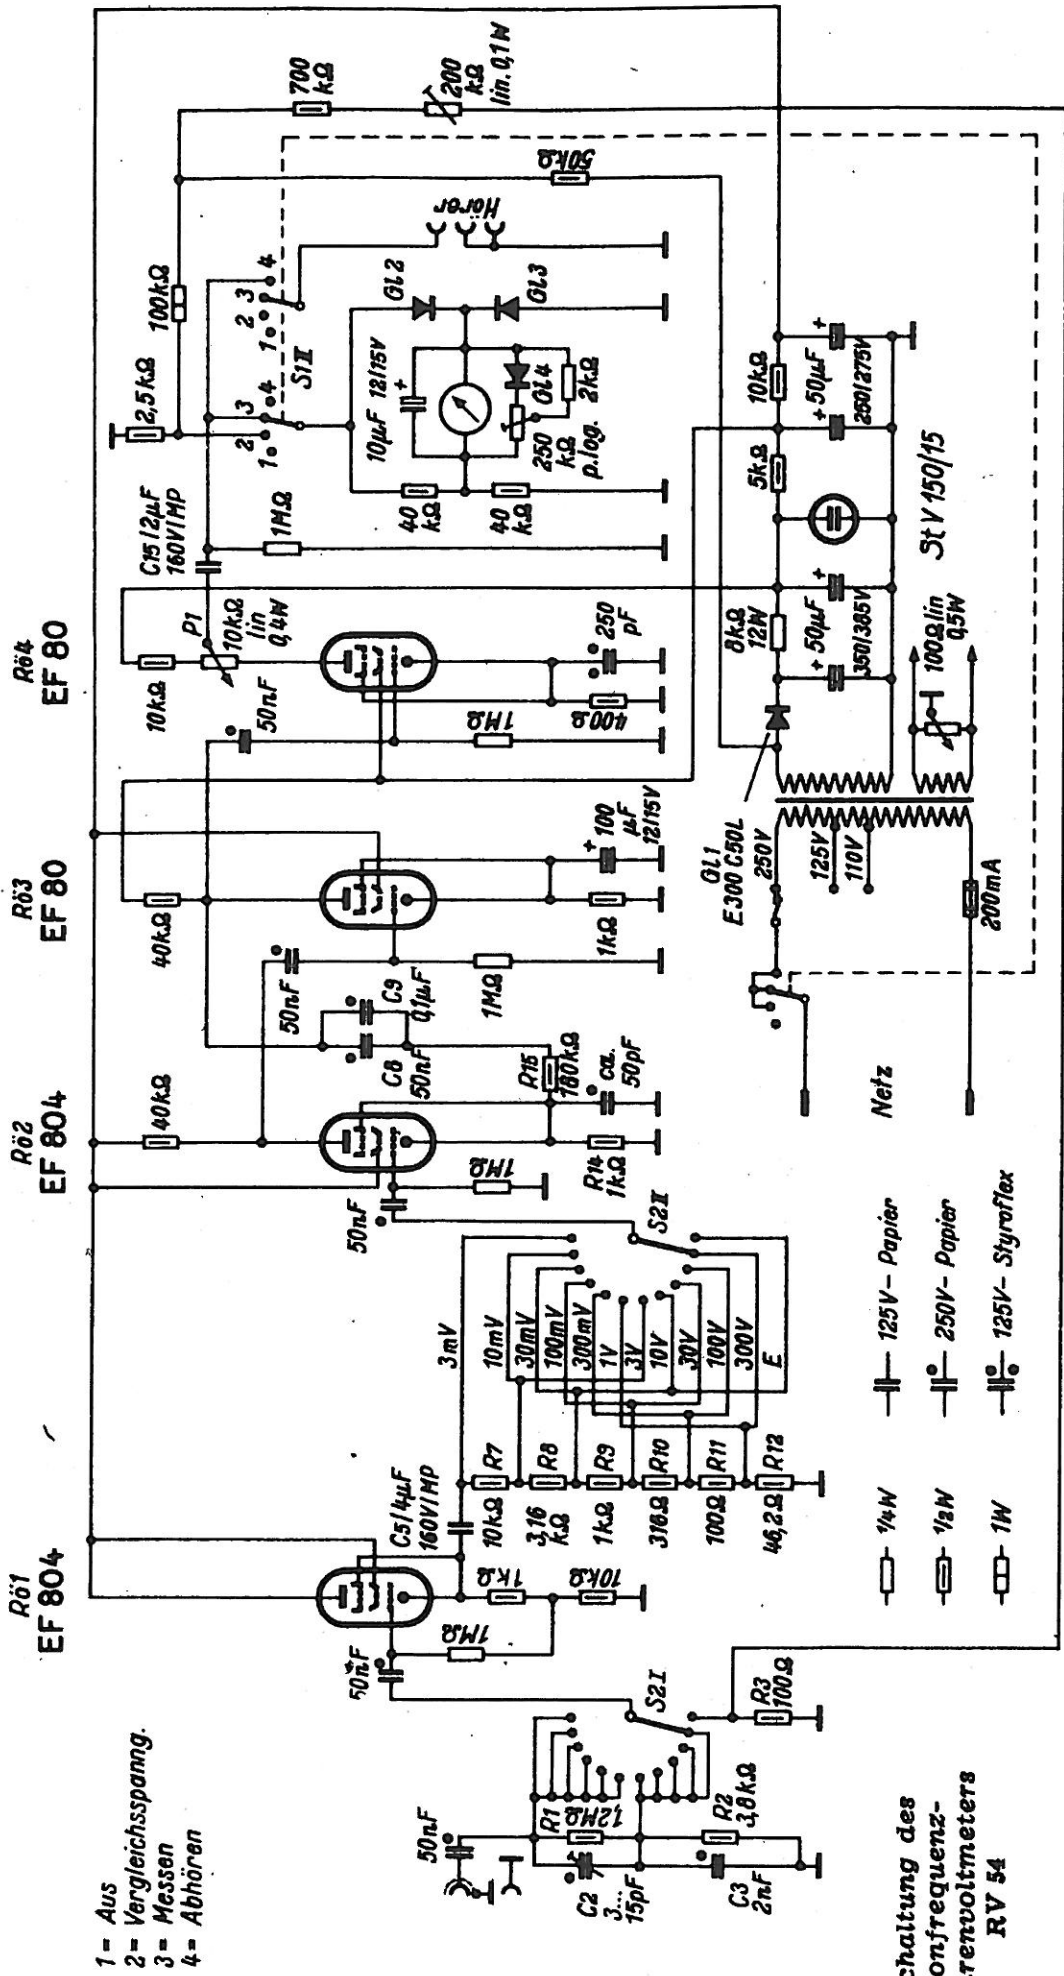 Rö1
EF 804
Rö2
EF 804
Rö3
EF 80
Rö4
EF 80
1 = Aus
2 = Vergleichsspanng.
3 = Messen
4 = Abhören
50nF
C2
3...
15pF
R1
1,2MΩ
C3
2nF
R2
3,8kΩ
S2I
R3
100Ω
50nF
1MΩ
1kΩ
10kΩ
C5/4µF
160V/MP
3mV
10mV
30mV
100mV
300mV
1V
3V
10V
30V
100V
300V
E
R7
10kΩ
R8
3,16
kΩ
R9
1kΩ
R10
316Ω
R11
100Ω
R12
46,2Ω
S2II
50nF
1MΩ
40kΩ
R14
1kΩ
R15
160kΩ
ca.
50pF
C8
50nF
C9
0,1µF
50nF
1MΩ
40kΩ
1kΩ
+ 100
µF
12/15V
50nF
1MΩ
400Ω
250
pF
10kΩ
P1
10kΩ
lin
0,4W
C15/2µF
160V/MP
1MΩ
2,5kΩ
100kΩ
1 2 3 4
1 2 3 4
S1II
40
kΩ
40
kΩ
10µF 12/15V
+
250
kΩ
p.log.
Gl4
2kΩ
Gl2
Gl3
Hörer
50kΩ
700
kΩ
200
kΩ
lin. 0,1W
Netz
200mA
250V
125V
110V
Gl1
E300 C50L
8kΩ
12W
+ 50µF +
350/385V
5kΩ
10kΩ
+ 50µF +
250/275V
StV 150/15
100Ω lin
0,5W
1/4W
1/2W
1W
125V– Papier
250V– Papier
125V– Styroflex
chaltung des
onfrequenz-
renvoltmeters
RV 54